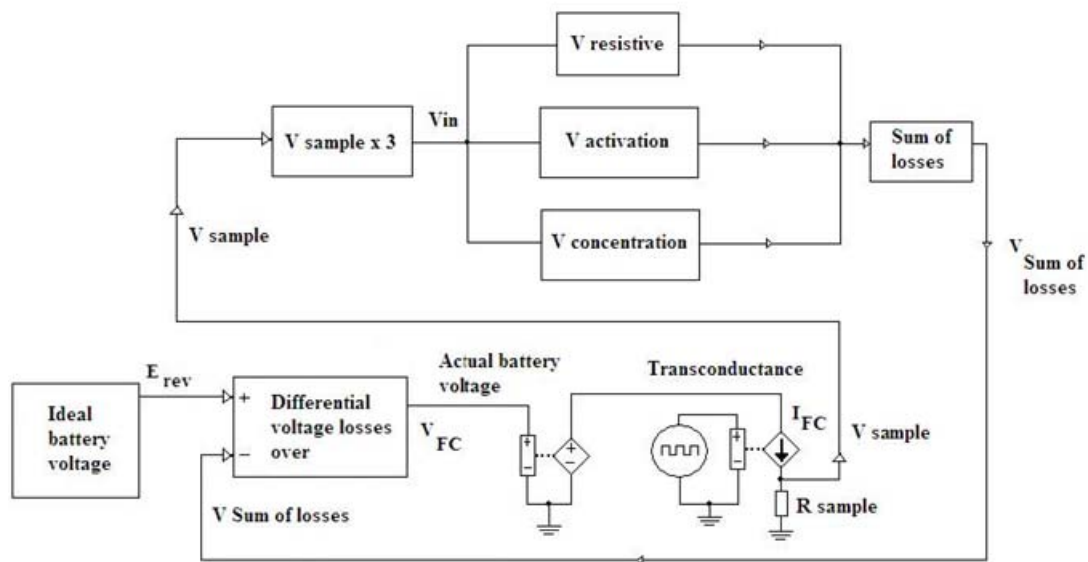 V resistive
Vin
V sample x 3
V activation
Sum of
losses
V sample
V concentration
V
Sum of
losses
Actual battery
voltage
Transconductance
E rev
Ideal
battery
voltage
+
Differential
voltage losses
over
−
V FC
+
−
+
−
+
−
I FC
V sample
R sample
V Sum of losses